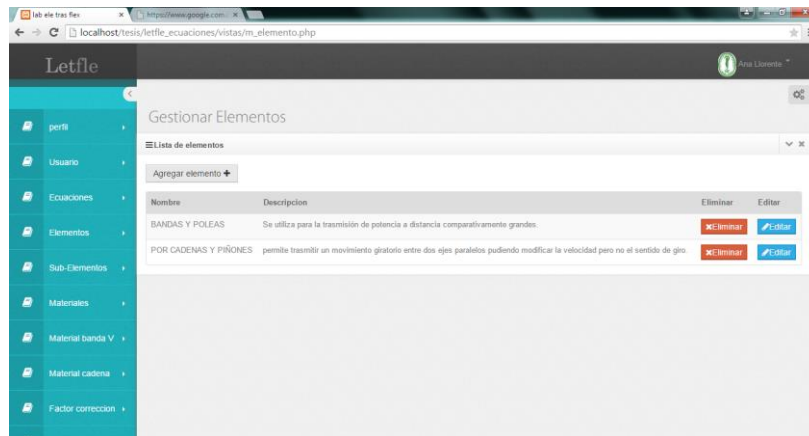 lab ele tras flex
https://www.google.com
localhost/tesis/letfle_ecuaciones/vistas/m_elemento.php
Letfle
Ana Llorente
perfil
Usuario
Ecuaciones
Elementos
Sub-Elementos
Materiales
Material banda V
Material cadena
Factor correccion
Gestionar Elementos
Lista de elementos
Agregar elemento
Nombre Descripcion Eliminar Editar
BANDAS Y POLEAS Se utiliza para la trasmisión de potencia a distancia comparativamente grandes. Eliminar Editar
POR CADENAS Y PIÑONES permite trasmitir un movimiento giratorio entre dos ejes paralelos pudiendo modificar la velocidad pero no el sentido de giro. Eliminar Editar